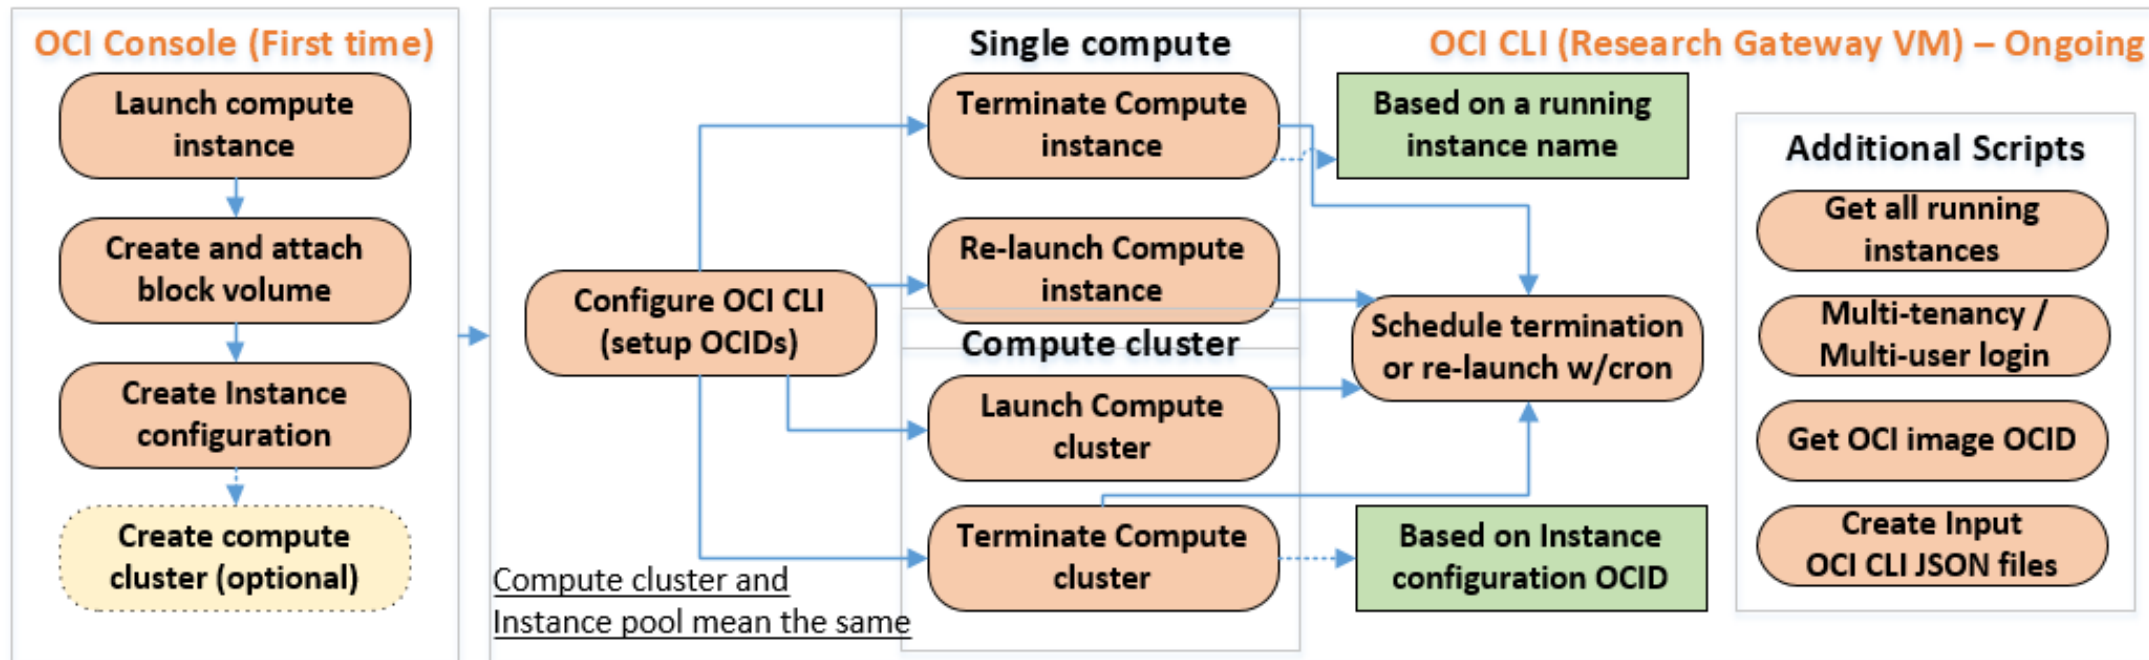 OCI Console (First time)
Launch compute
instance
Create and attach
block volume
Create Instance
configuration
Create compute
cluster (optional)
Configure OCI CLI
(setup OCIDs)
Compute cluster and
Instance pool mean the same
Single compute
Terminate Compute
instance
Re-launch Compute
instance
Compute cluster
Launch Compute
cluster
Terminate Compute
cluster
OCI CLI (Research Gateway VM) – Ongoing
Based on a running
instance name
Schedule termination
or re-launch w/cron
Based on Instance
configuration OCID
Additional Scripts
Get all running
instances
Multi-tenancy /
Multi-user login
Get OCI image OCID
Create Input
OCI CLI JSON files